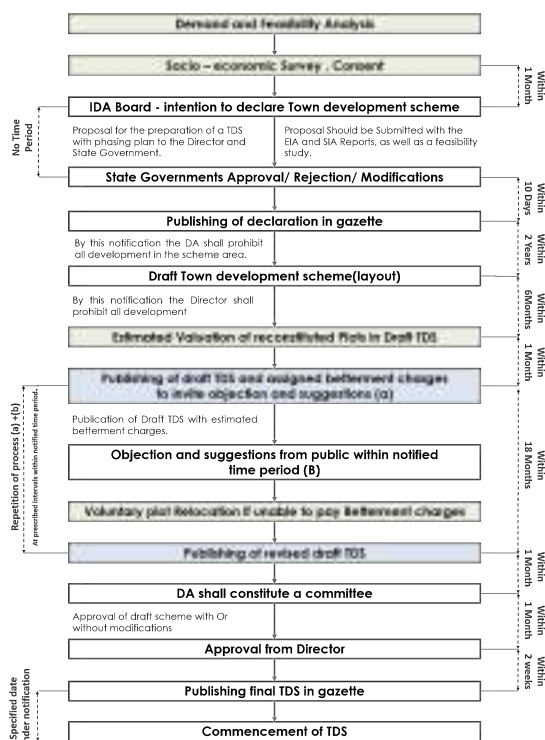 Demand and Feasibility Analysis
Socio – economic Survey , Consent
Within
1 Month
IDA Board - intention to declare Town development scheme
No Time
Period
Proposal for the preparation of a TDS
with phasing plan to the Director and
State Government.
Proposal Should be Submitted with the
EIA and SIA Reports, as well as a feasibility
study.
State Governments Approval/ Rejection/ Modifications
Within
10 Days
Publishing of declaration in gazette
Within
2 Years
By this notification the DA shall prohibit
all development in the scheme area.
Draft Town development scheme(layout)
Within
6Months
By this notification the Director shall
prohibit all development
Estimated Valuation of reconstituted Plots in Draft TDS
Within
1 Month
Publishing of draft TDS and assigned betterment charges
to invite objection and suggestions (a)
Repetition of process (a) +(b)
At prescribed intervals within notified time period.
Publication of Draft TDS with estimated
betterment charges.
Within
18 Months
Objection and suggestions from public within notified
time period (B)
Voluntary plot Relocation if unable to pay Betterment charges
Publishing of revised draft TDS
Within
1 Month
DA shall constitute a committee
Within
1 Month
Approval of draft scheme with Or
without modifications
Approval from Director
Within
2 weeks
Publishing final TDS in gazette
Specified date
nder notification
Commencement of TDS